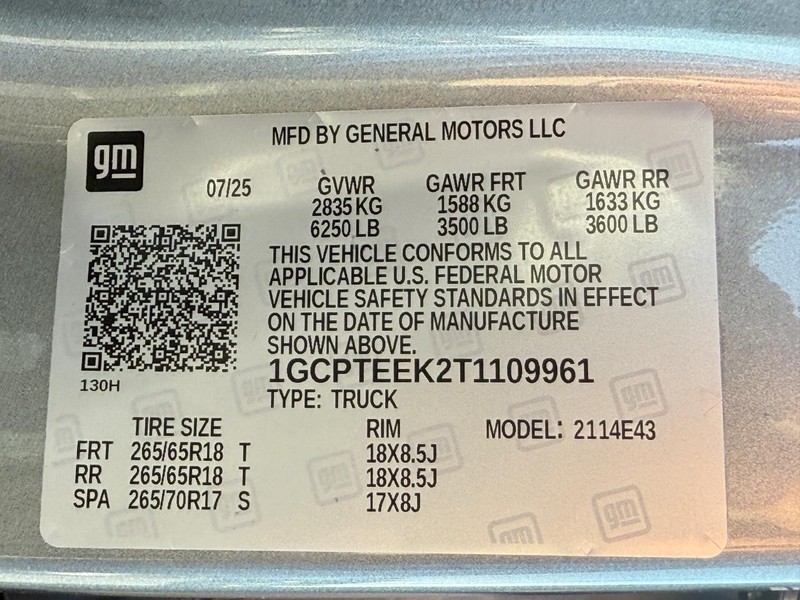 gm
MFD BY GENERAL MOTORS LLC
07/25
GVWR GAWR FRT GAWR RR
2835 KG 1588 KG 1633 KG
6250 LB 3500 LB 3600 LB
THIS VEHICLE CONFORMS TO ALL
APPLICABLE U.S. FEDERAL MOTOR
VEHICLE SAFETY STANDARDS IN EFFECT
ON THE DATE OF MANUFACTURE
SHOWN ABOVE.
1GCPTEEK2T1109961
130H
TYPE: TRUCK
TIRE SIZE RIM MODEL: 2114E43
FRT 265/65R18 T 18X8.5J
RR 265/65R18 T 18X8.5J
SPA 265/70R17 S 17X8J